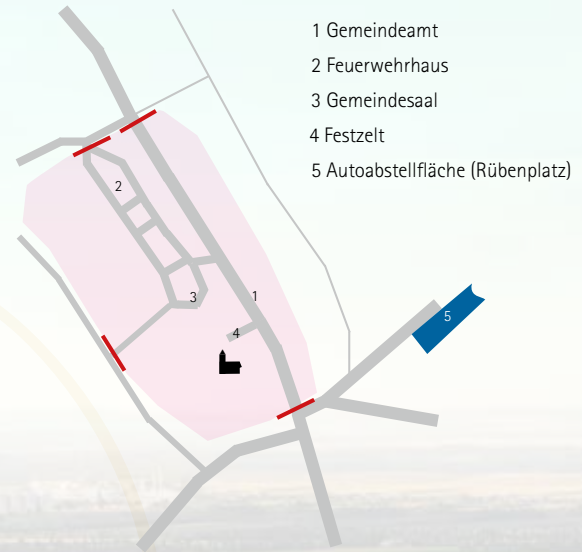 1 Gemeindeamt
2 Feuerwehrhaus
3 Gemeindesaal
4 Festzelt
5 Autoabstellfläche (Rübenplatz)
2
3
1
4
5